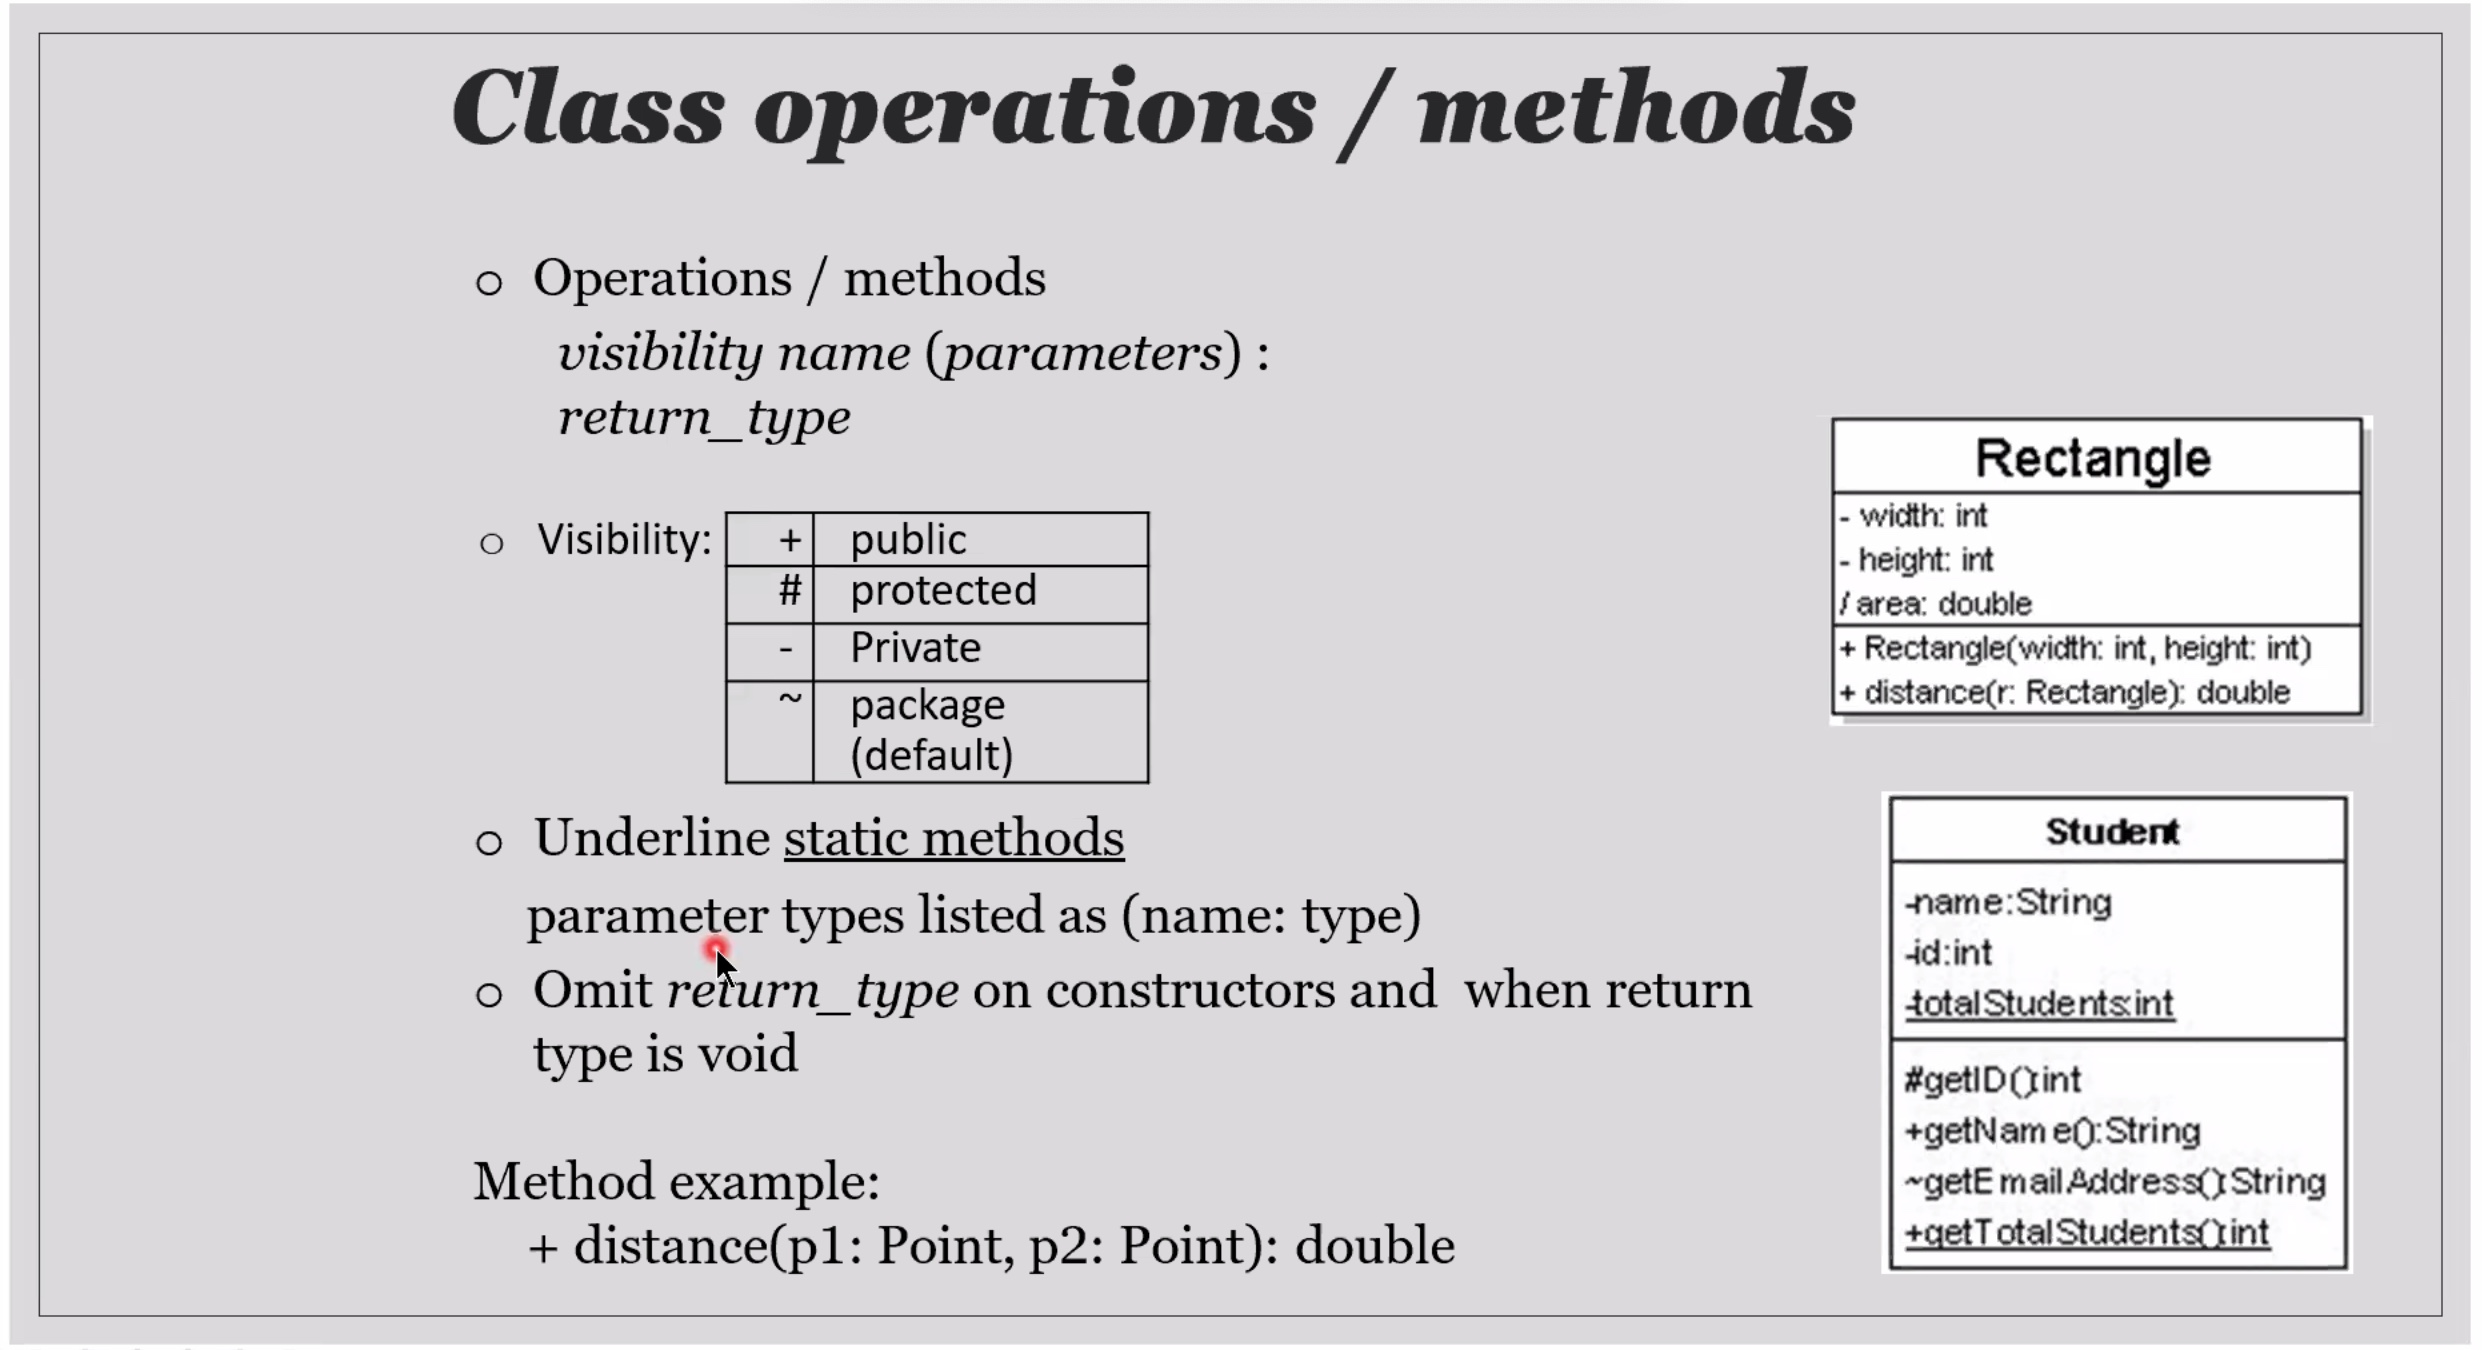 Class operations / methods
Operations / methods
visibility name (parameters) :
return_type
Visibility:
+ public
# protected
- Private
~ package
(default)
Underline static methods
parameter types listed as (name: type)
Omit return_type on constructors and when return
type is void
Method example:
+ distance(p1: Point, p2: Point): double
Rectangle
- width: int
- height: int
/ area: double
+ Rectangle(width: int, height: int)
+ distance(r: Rectangle): double
Student
-name:String
-id:int
-totalStudents:int
#getID():int
+getName():String
~getEmailAddress():String
+getTotalStudents():int